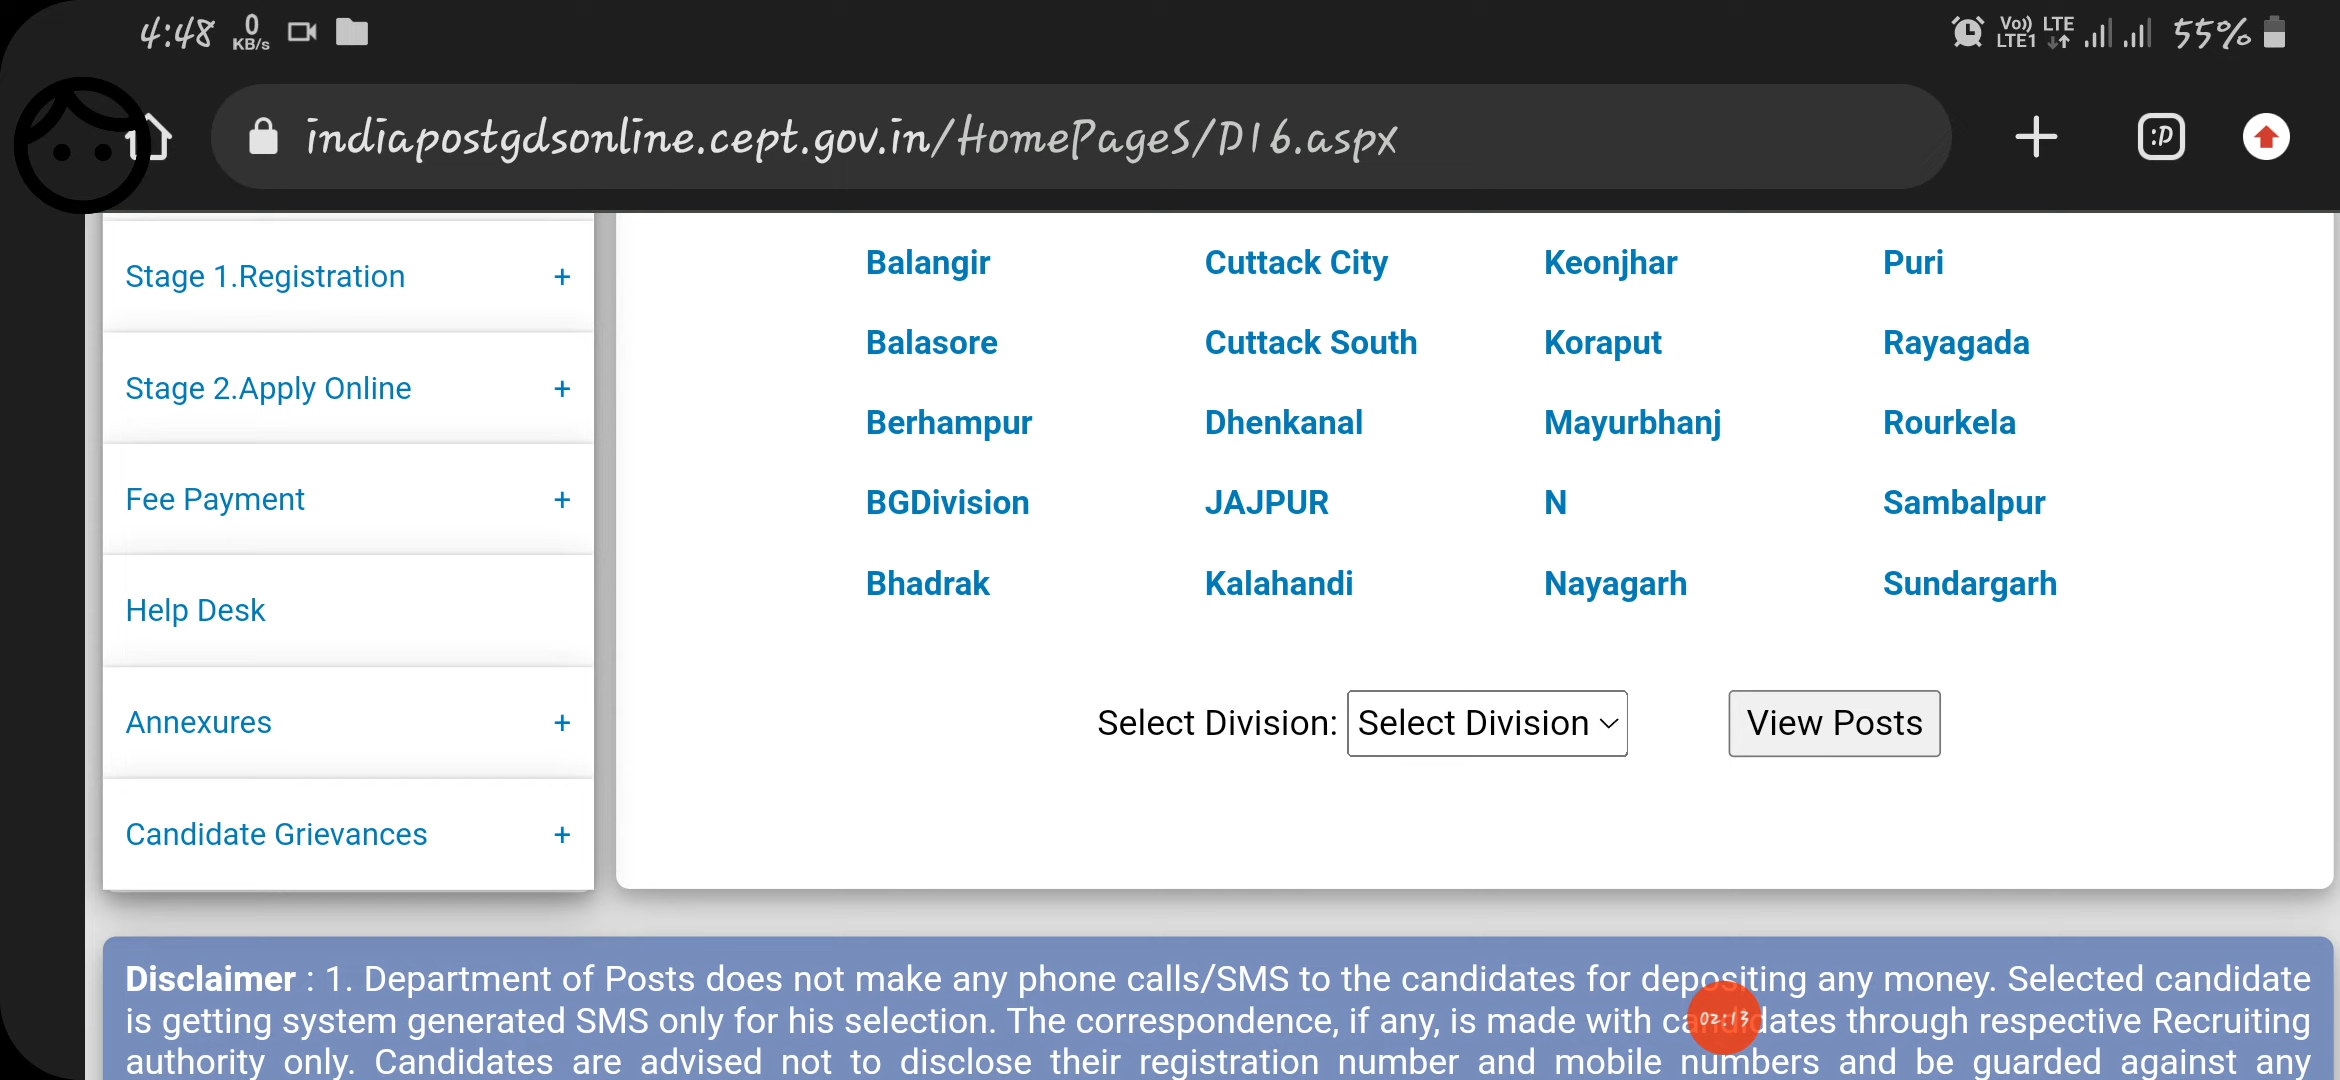 4:48 0 KB/s Vo)) LTE LTE1 55%
indiapostgdsonline.cept.gov.in/HomePageS/D16.aspx :D
Stage 1.Registration +
Stage 2.Apply Online +
Fee Payment +
Help Desk
Annexures +
Candidate Grievances +
Balangir Cuttack City Keonjhar Puri
Balasore Cuttack South Koraput Rayagada
Berhampur Dhenkanal Mayurbhanj Rourkela
BGDivision JAJPUR N Sambalpur
Bhadrak Kalahandi Nayagarh Sundargarh
Select Division: Select Division View Posts
Disclaimer : 1. Department of Posts does not make any phone calls/SMS to the candidates for depositing any money. Selected candidate
is getting system generated SMS only for his selection. The correspondence, if any, is made with candidates through respective Recruiting
authority only. Candidates are advised not to disclose their registration number and mobile numbers and be guarded against any
02:13